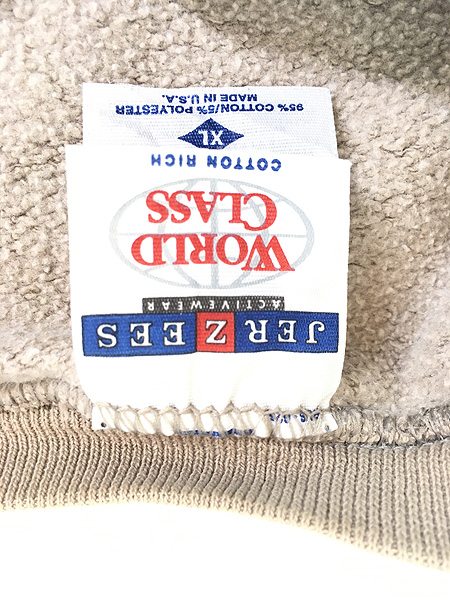 JERZEES
ACTIVEWEAR
WORLD
CLASS
COTTON RICH
XL
95% COTTON/5% POLYESTER
MADE IN U.S.A.